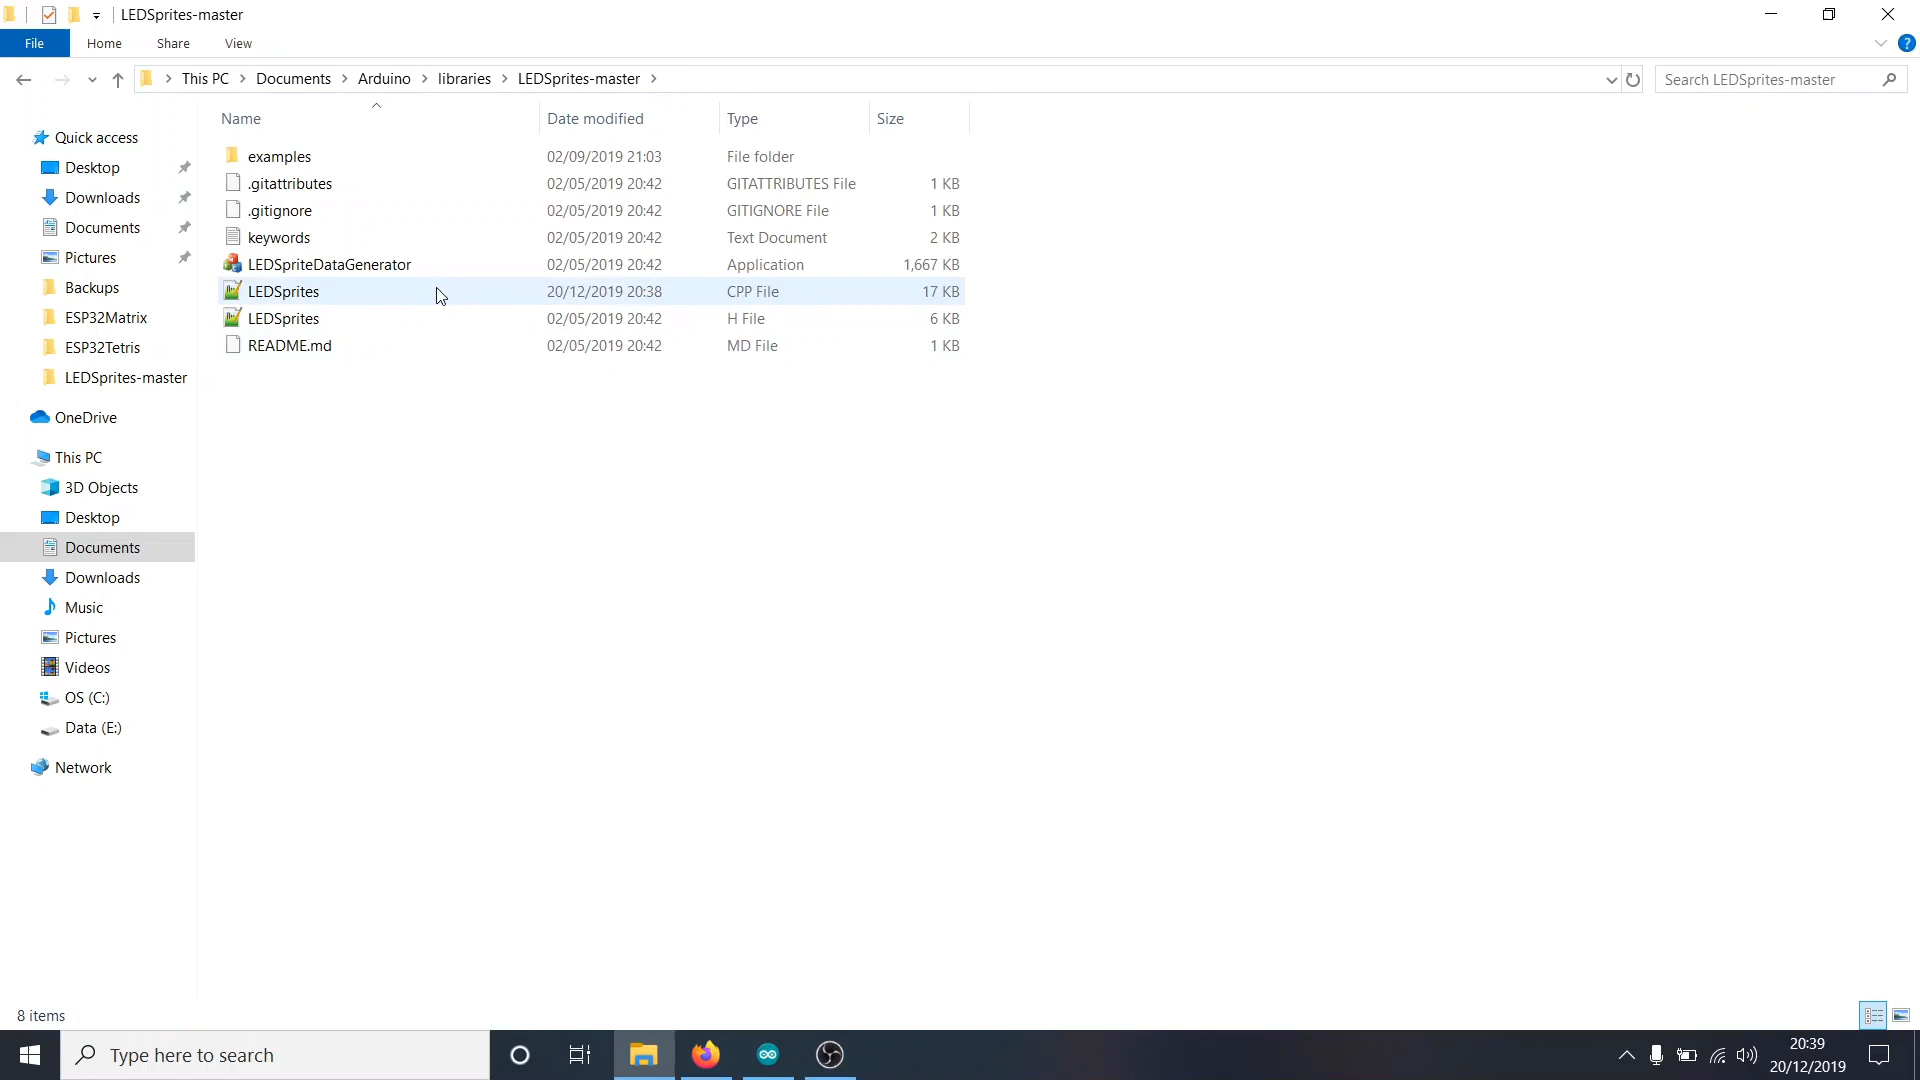 LEDSprites-master
File Home Share View
This PC Documents Arduino libraries LEDSprites-master
Search LEDSprites-master
Name Date modified Type Size
examples 02/09/2019 21:03 File folder
.gitattributes 02/05/2019 20:42 GITATTRIBUTES File 1 KB
.gitignore 02/05/2019 20:42 GITIGNORE File 1 KB
keywords 02/05/2019 20:42 Text Document 2 KB
LEDSpriteDataGenerator 02/05/2019 20:42 Application 1,667 KB
LEDSprites 20/12/2019 20:38 CPP File 17 KB
LEDSprites 02/05/2019 20:42 H File 6 KB
README.md 02/05/2019 20:42 MD File 1 KB
Quick access
Desktop
Downloads
Documents
Pictures
Backups
ESP32Matrix
ESP32Tetris
LEDSprites-master
OneDrive
This PC
3D Objects
Desktop
Documents
Downloads
Music
Pictures
Videos
OS (C:)
Data (E:)
Network
8 items
Type here to search
20:39
20/12/2019